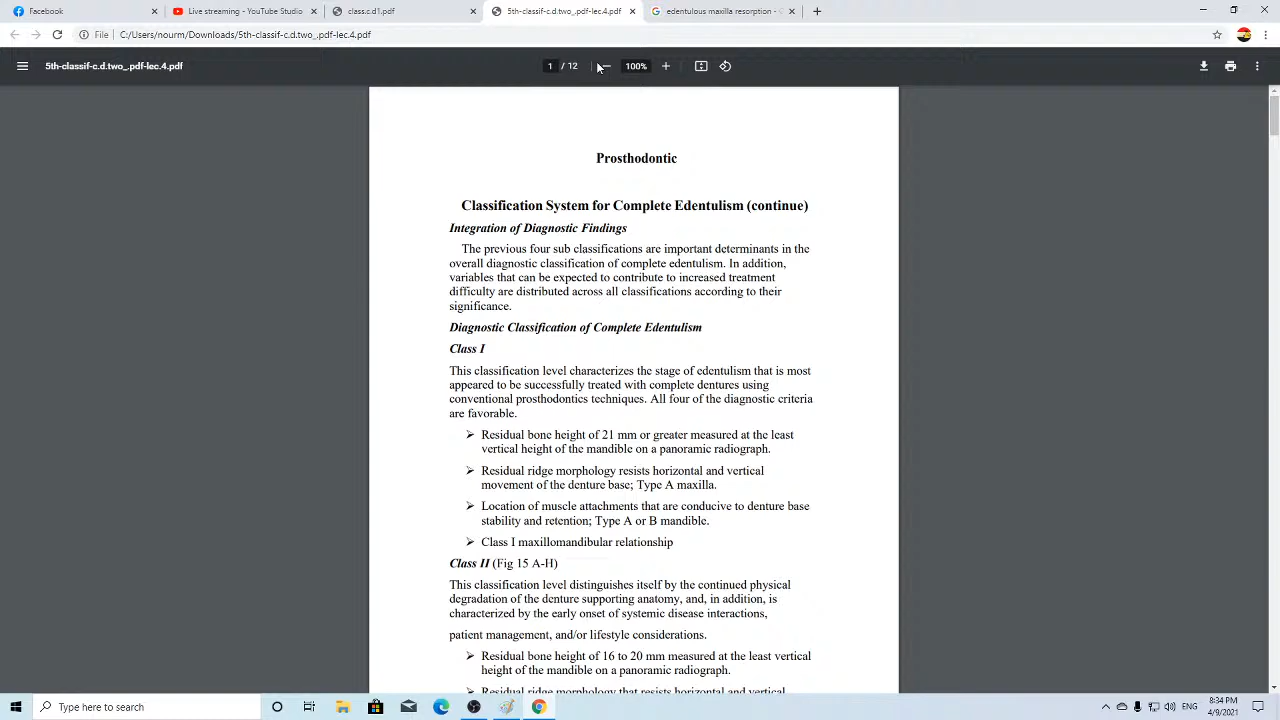 Facebook
Live streaming - YouTube Studio
class.cd1.pdf
5th-classif-c.d.two_.pdf-lec.4.pdf
edentulous maxilla resorption - G
File | C:/Users/nourm/Downloads/5th-classif-c.d.two_.pdf-lec.4.pdf
5th-classif-c.d.two_.pdf-lec.4.pdf
1 / 12
100%
Prosthodontic
Classification System for Complete Edentulism (continue)
Integration of Diagnostic Findings
The previous four sub classifications are important determinants in the
overall diagnostic classification of complete edentulism. In addition,
variables that can be expected to contribute to increased treatment
difficulty are distributed across all classifications according to their
significance.
Diagnostic Classification of Complete Edentulism
Class I
This classification level characterizes the stage of edentulism that is most
appeared to be successfully treated with complete dentures using
conventional prosthodontics techniques. All four of the diagnostic criteria
are favorable.
➢ Residual bone height of 21 mm or greater measured at the least
vertical height of the mandible on a panoramic radiograph.
➢ Residual ridge morphology resists horizontal and vertical
movement of the denture base; Type A maxilla.
➢ Location of muscle attachments that are conducive to denture base
stability and retention; Type A or B mandible.
➢ Class I maxillomandibular relationship
Class II (Fig 15 A-H)
This classification level distinguishes itself by the continued physical
degradation of the denture supporting anatomy, and, in addition, is
characterized by the early onset of systemic disease interactions,
patient management, and/or lifestyle considerations.
➢ Residual bone height of 16 to 20 mm measured at the least vertical
height of the mandible on a panoramic radiograph.
➢ Residual ridge morphology that resists horizontal and vertical
Type here to search
ENG
8:34 PM
4/9/2021